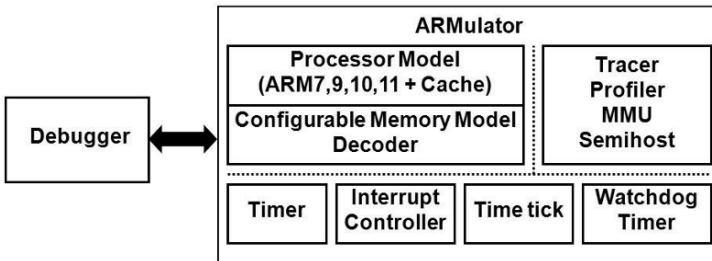 ARMulator
Processor Model
(ARM7,9,10,11 + Cache)
Configurable Memory Model
Decoder
Tracer
Profiler
MMU
Semihost
Debugger
Timer
Interrupt
Controller
Time tick
Watchdog
Timer